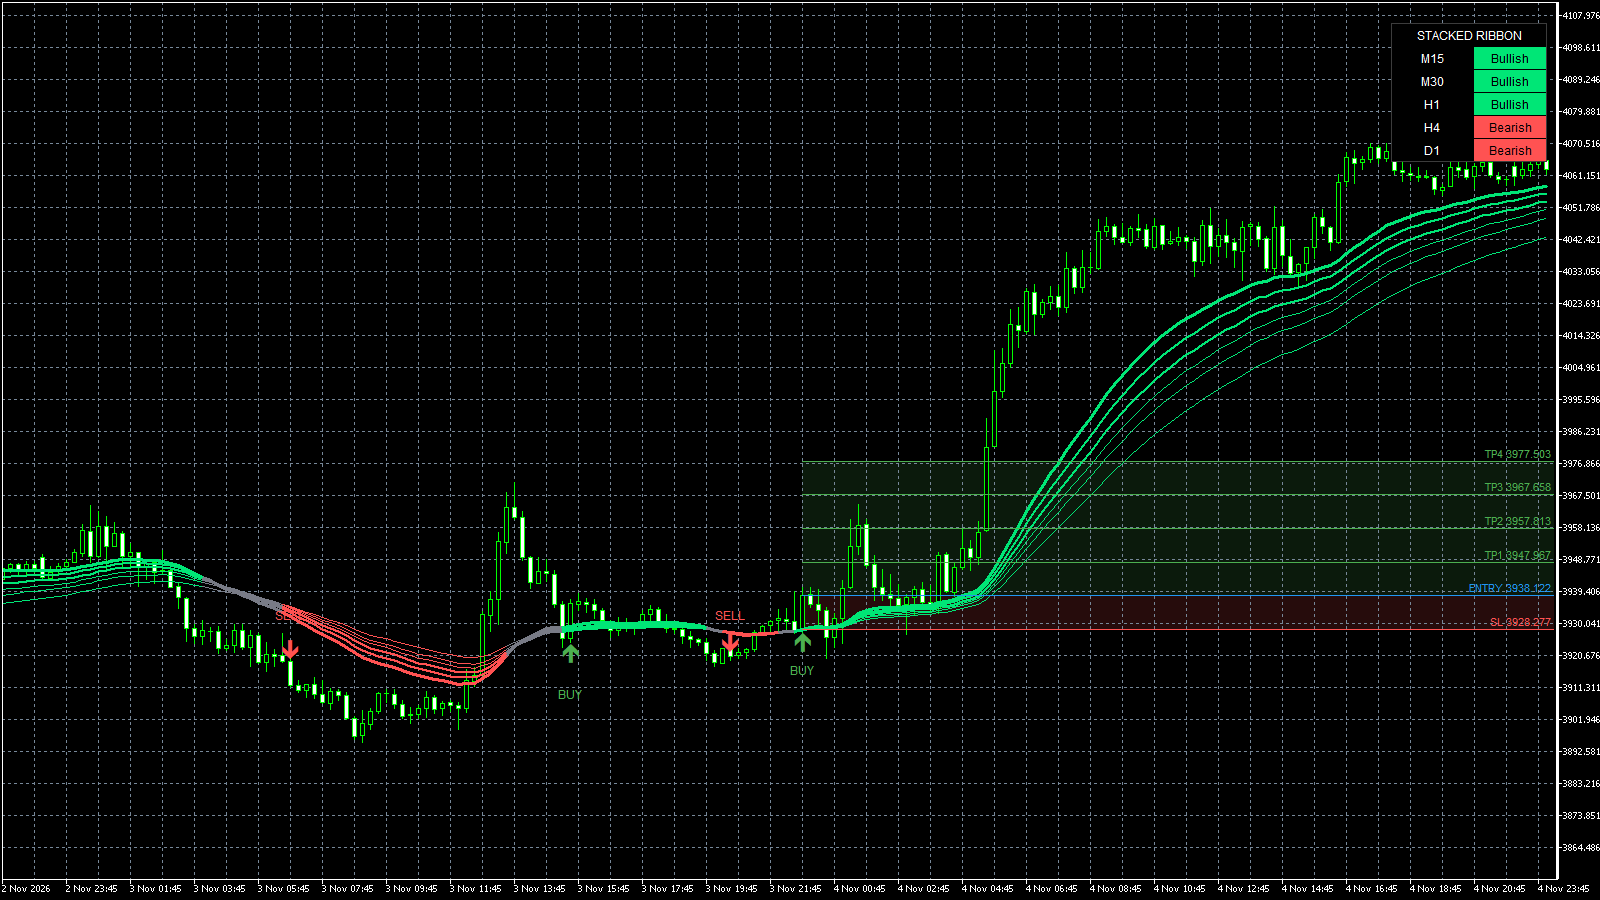 STACKED RIBBON
M15 Bullish
M30 Bullish
H1 Bullish
H4 Bearish
D1 Bearish
4107.976
4098.611
4089.246
4079.881
4070.516
4061.151
4051.786
4042.421
4033.056
4023.691
4014.326
4004.961
3995.596
3986.231
3976.866
3967.501
3958.136
3948.771
3939.406
3930.041
3920.676
3911.311
3901.946
3892.581
3883.216
3873.851
3864.486
TP4 3977.503
TP3 3967.658
TP2 3957.813
TP1 3947.967
ENTRY 3938.122
SL 3928.277
SELL
SELL
BUY
BUY
2 Nov 2026 2 Nov 23:45 3 Nov 01:45 3 Nov 03:45 3 Nov 05:45 3 Nov 07:45 3 Nov 09:45 3 Nov 11:45 3 Nov 13:45 3 Nov 15:45 3 Nov 17:45 3 Nov 19:45 3 Nov 21:45 4 Nov 00:45 4 Nov 02:45 4 Nov 04:45 4 Nov 06:45 4 Nov 08:45 4 Nov 10:45 4 Nov 12:45 4 Nov 14:45 4 Nov 16:45 4 Nov 18:45 4 Nov 20:45 4 Nov 23:45